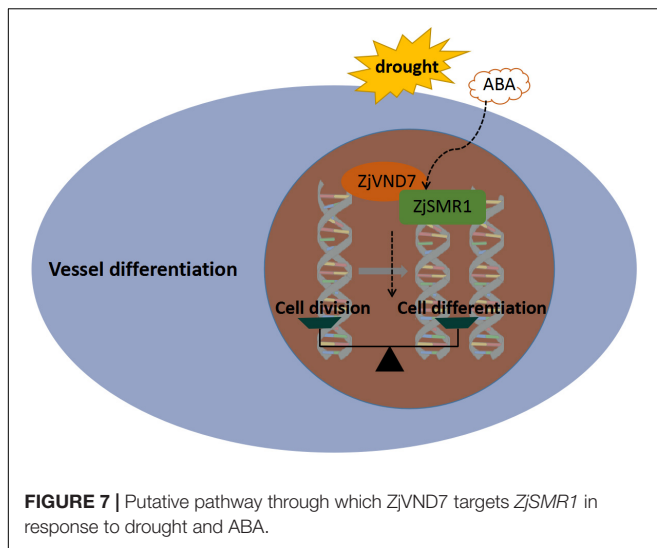 drought
ABA
ZjVND7
ZjSMR1
Vessel differentiation
Cell division
Cell differentiation
FIGURE 7 | Putative pathway through which ZjVND7 targets ZjSMR1 in
response to drought and ABA.